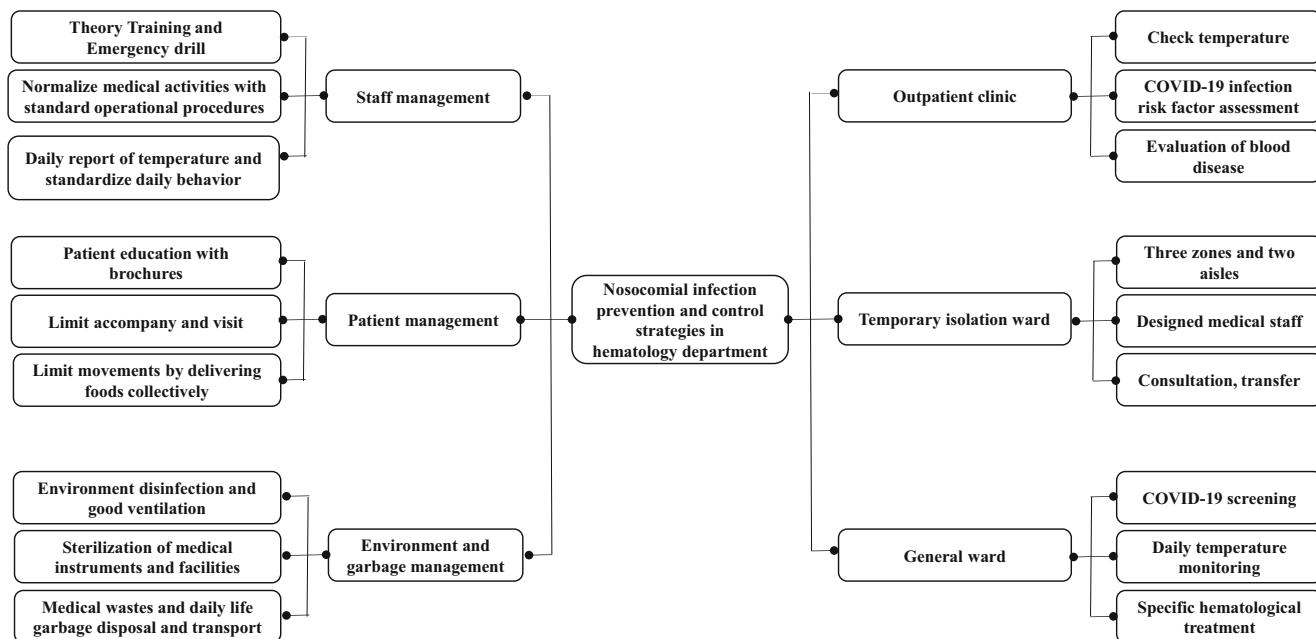 Theory Training and
Emergency drill
Normalize medical activities with
standard operational procedures
Daily report of temperature and
standardize daily behavior
Staff management
Patient education with
brochures
Limit accompany and visit
Limit movements by delivering
foods collectively
Patient management
Environment disinfection and
good ventilation
Sterilization of medical
instruments and facilities
Medical wastes and daily life
garbage disposal and transport
Environment and
garbage management
Nosocomial infection
prevention and control
strategies in
hematology department
Outpatient clinic
Check temperature
COVID-19 infection
risk factor assessment
Evaluation of blood
disease
Temporary isolation ward
Three zones and two
aisles
Designed medical staff
Consultation, transfer
General ward
COVID-19 screening
Daily temperature
monitoring
Specific hematological
treatment